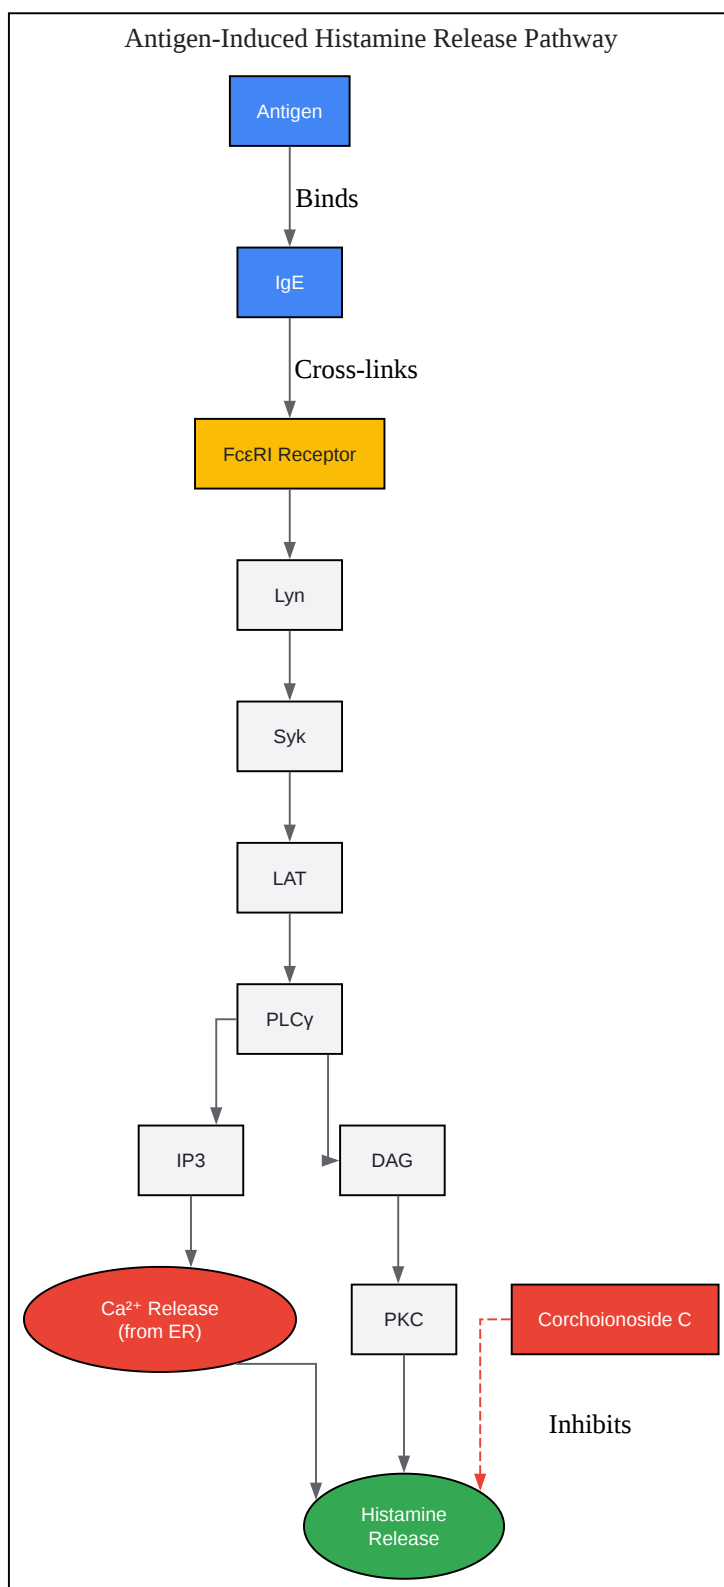 Antigen-Induced Histamine Release Pathway
Antigen
Binds
IgE
Cross-links
FcεRI Receptor
Lyn
Syk
LAT
PLCγ
IP3
DAG
Ca²⁺ Release
(from ER)
PKC
Corchoionoside C
Inhibits
Histamine
Release